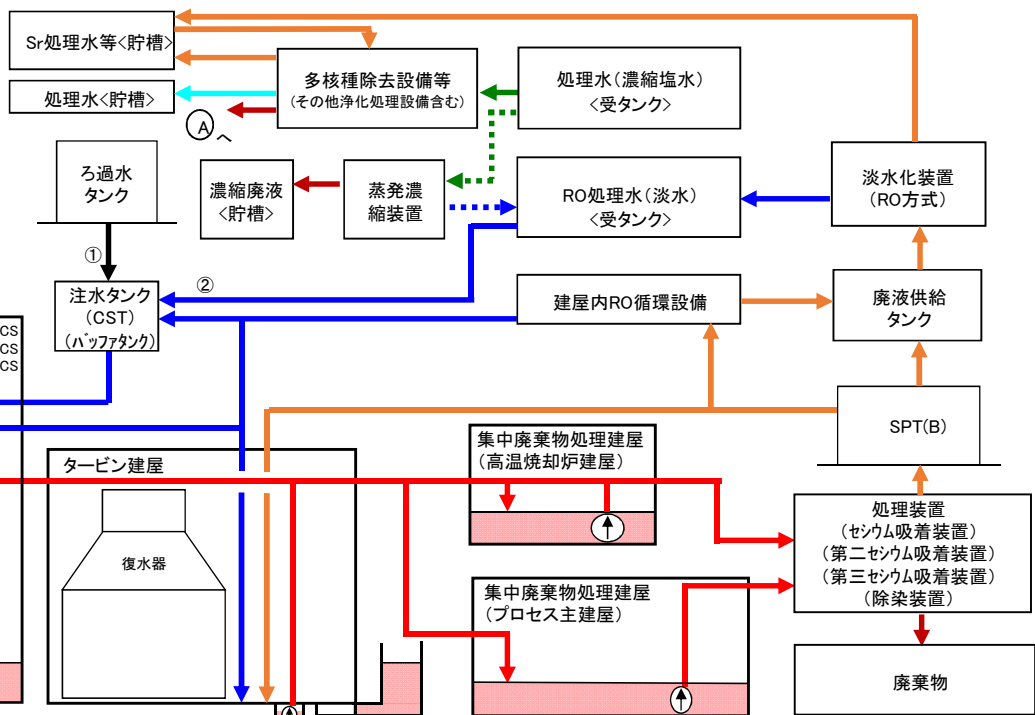 Sr処理水等<貯槽>
処理水<貯槽>
多核種除去設備等
(その他浄化処理設備含む)
処理水(濃縮塩水)
<受タンク>
A
へ
ろ過水
タンク
濃縮廃液
<貯槽>
蒸発濃
縮装置
RO処理水(淡水)
<受タンク>
淡水化装置
(RO方式)
①
②
注水タンク
(CST)
(バッファタンク)
建屋内RO循環設備
廃液供給
タンク
CS
CS
CS
SPT(B)
タービン建屋
復水器
集中廃棄物処理建屋
(高温焼却炉建屋)
処理装置
(セシウム吸着装置)
(第二セシウム吸着装置)
(第三セシウム吸着装置)
(除染装置)
集中廃棄物処理建屋
(プロセス主建屋)
廃棄物